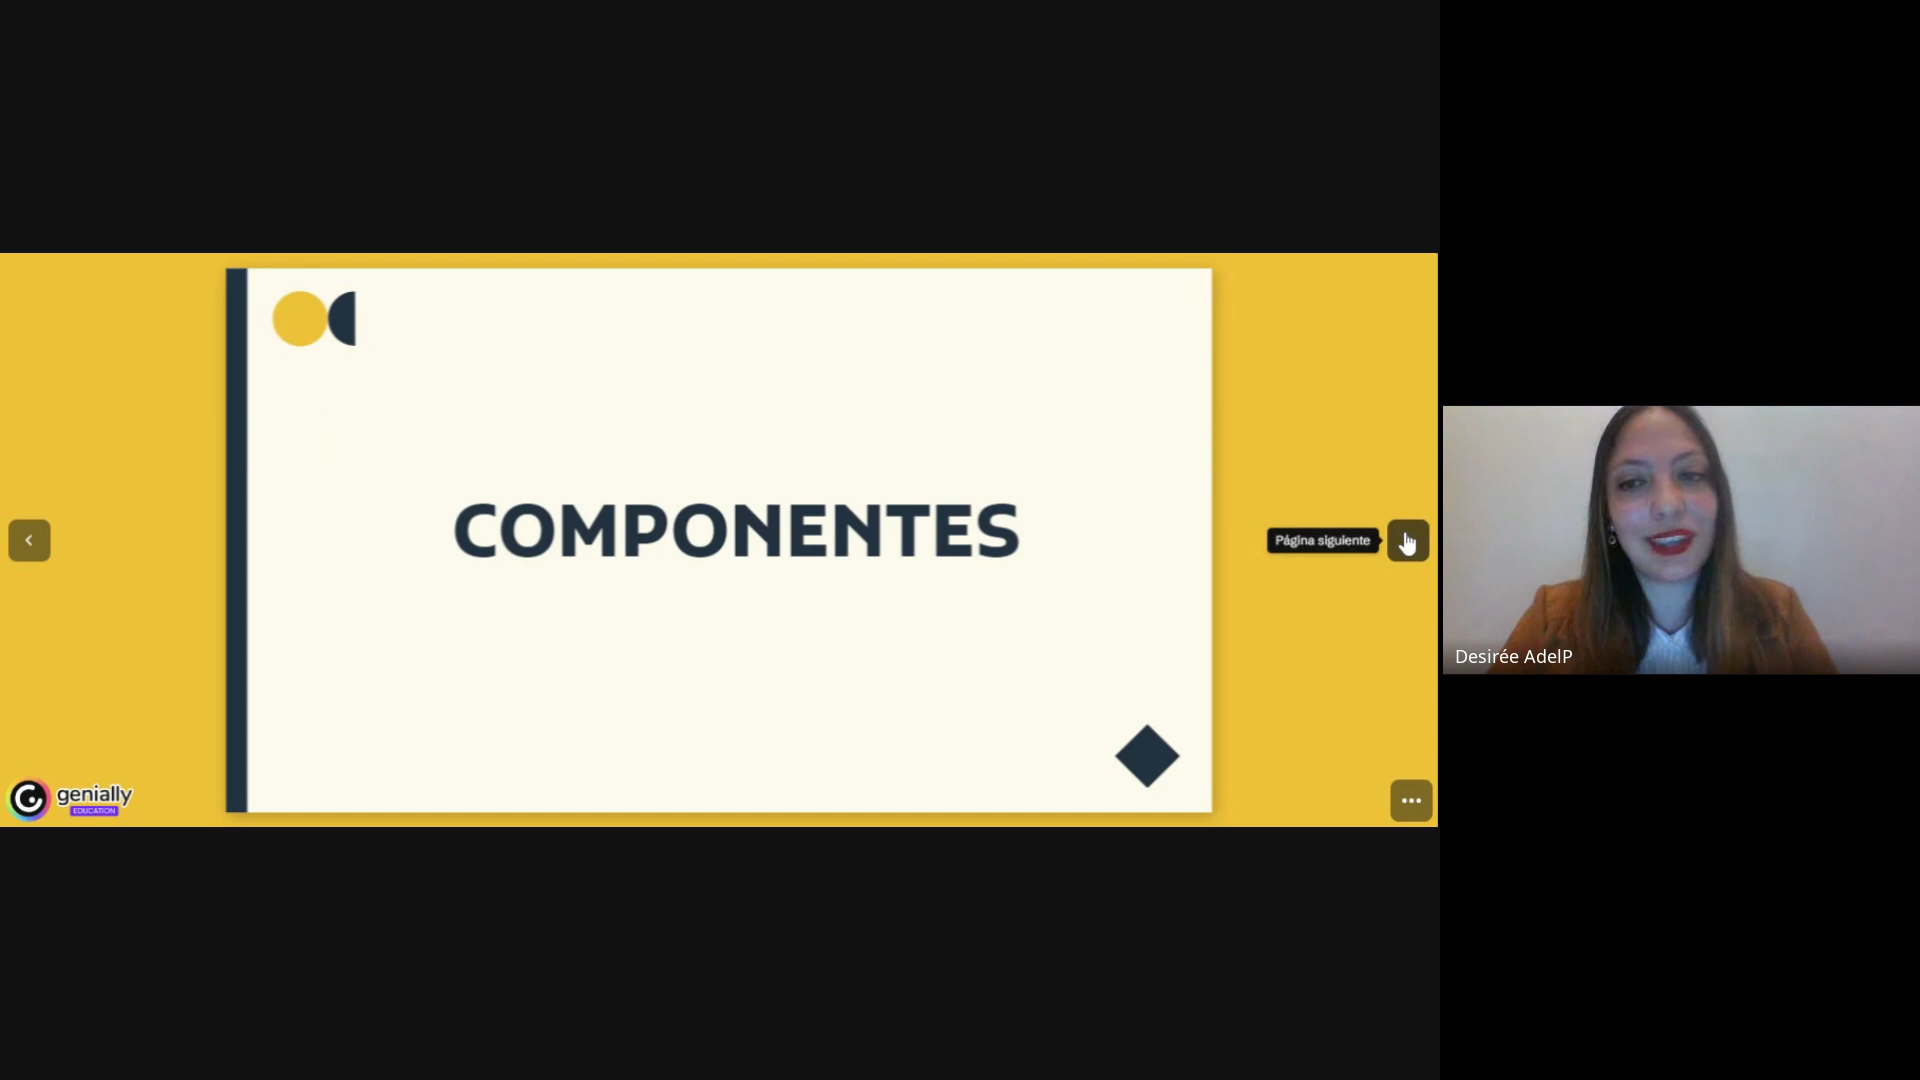 COMPONENTES
Página siguiente
Desirée AdelP
genially
EDUCATION